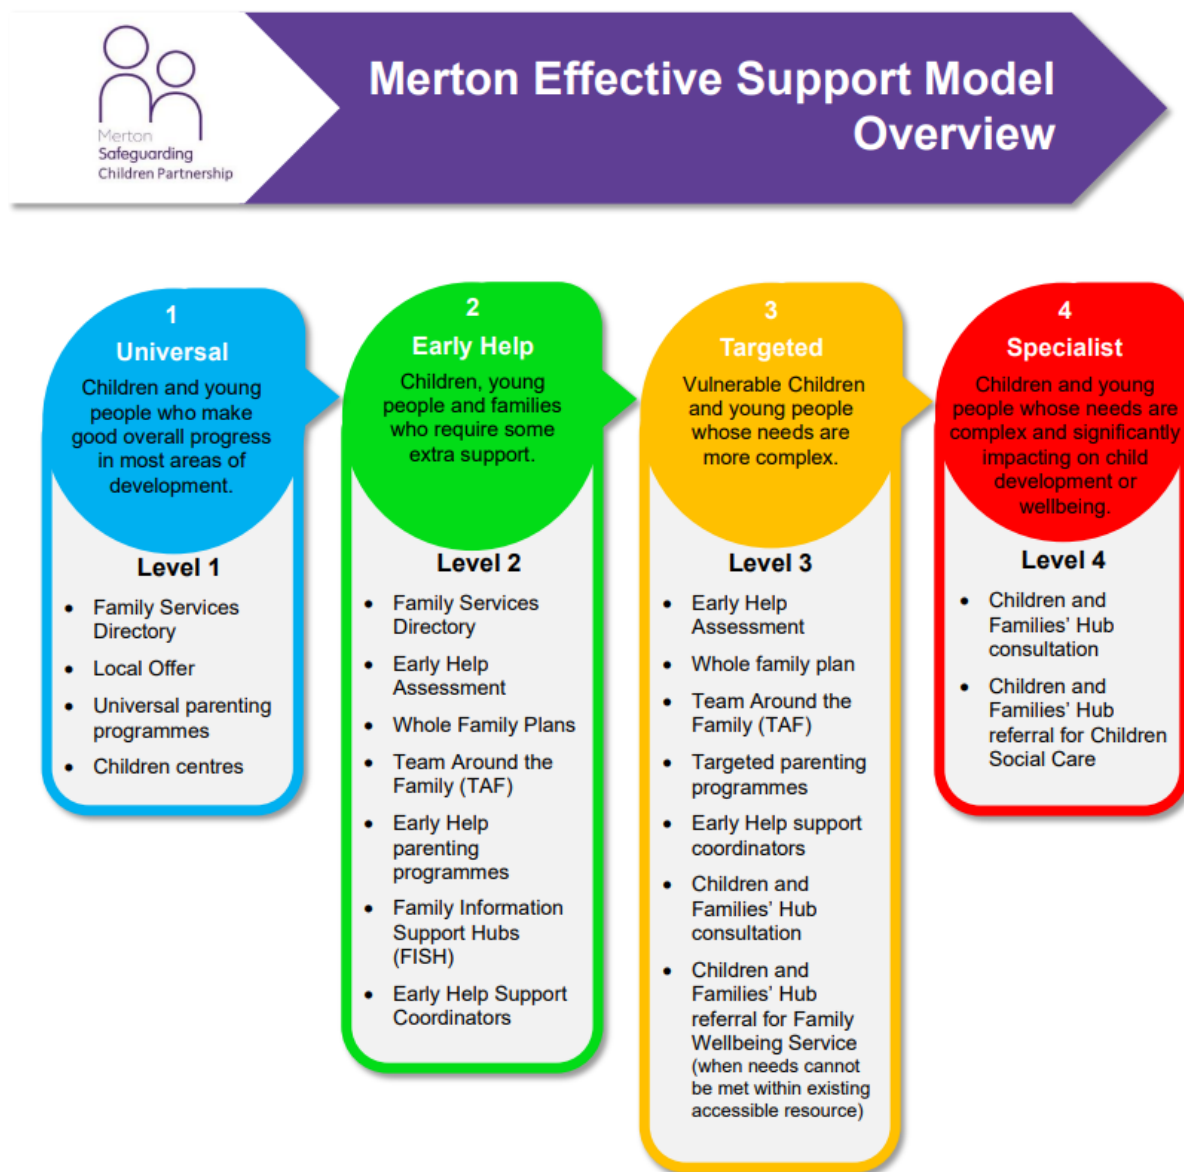 Merton
Safeguarding
Children Partnership
Merton Effective Support Model
Overview
1
Universal
Children and young
people who make
good overall progress
in most areas of
development.
Level 1
• Family Services
Directory
• Local Offer
• Universal parenting
programmes
• Children centres
2
Early Help
Children, young
people and families
who require some
extra support.
Level 2
• Family Services
Directory
• Early Help
Assessment
• Whole Family Plans
• Team Around the
Family (TAF)
• Early Help
parenting
programmes
• Family Information
Support Hubs
(FISH)
• Early Help Support
Coordinators
3
Targeted
Vulnerable Children
and young people
whose needs are
more complex.
Level 3
• Early Help
Assessment
• Whole family plan
• Team Around the
Family (TAF)
• Targeted parenting
programmes
• Early Help support
coordinators
• Children and
Families’ Hub
consultation
• Children and
Families’ Hub
referral for Family
Wellbeing Service
(when needs cannot
be met within existing
accessible resource)
4
Specialist
Children and young
people whose needs are
complex and significantly
impacting on child
development or
wellbeing.
Level 4
• Children and
Families’ Hub
consultation
• Children and
Families’ Hub
referral for Children
Social Care